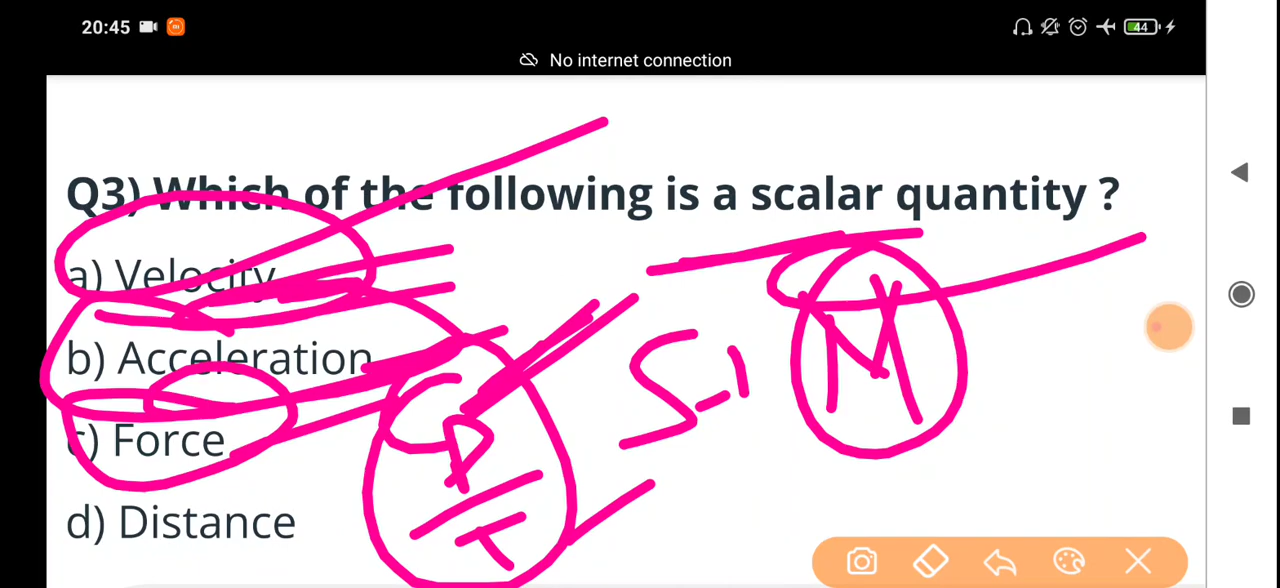 20:45
44
No internet connection
Q3) Which of the following is a scalar quantity ?
a) Velocity
b) Acceleration
c) Force
d) Distance
S-1
M
D
T